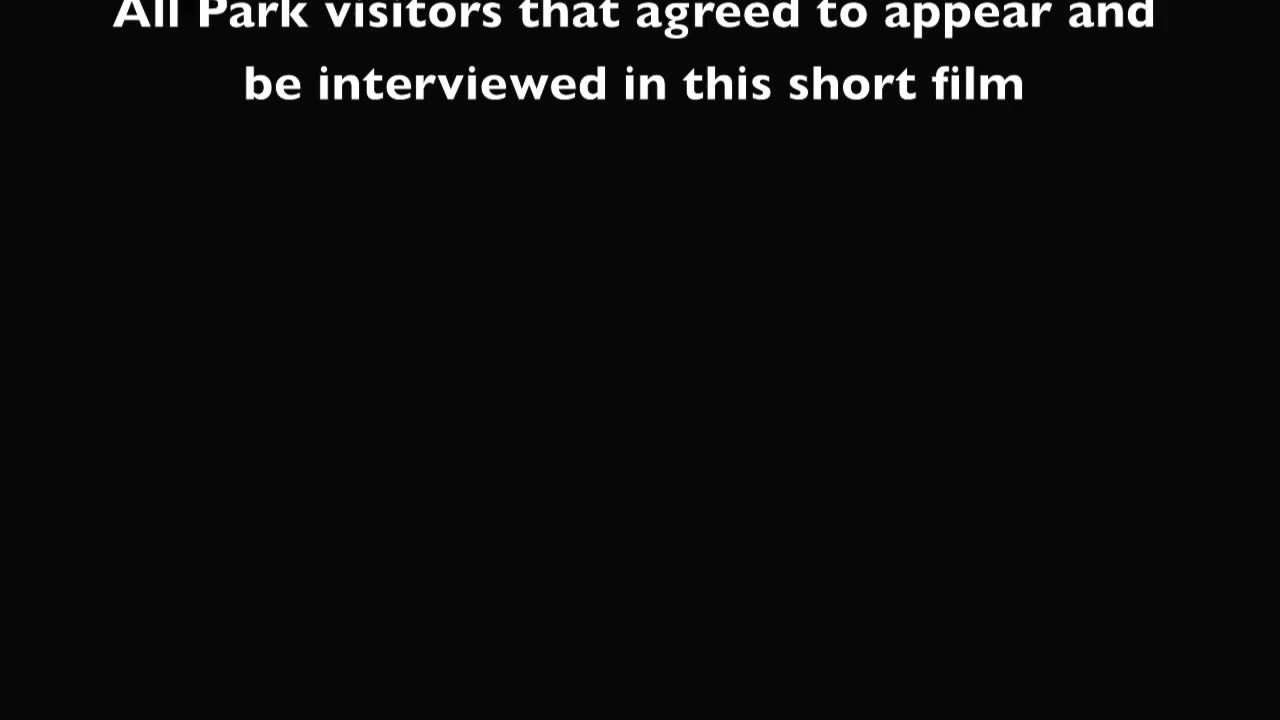 All Park visitors that agreed to appear and
be interviewed in this short film